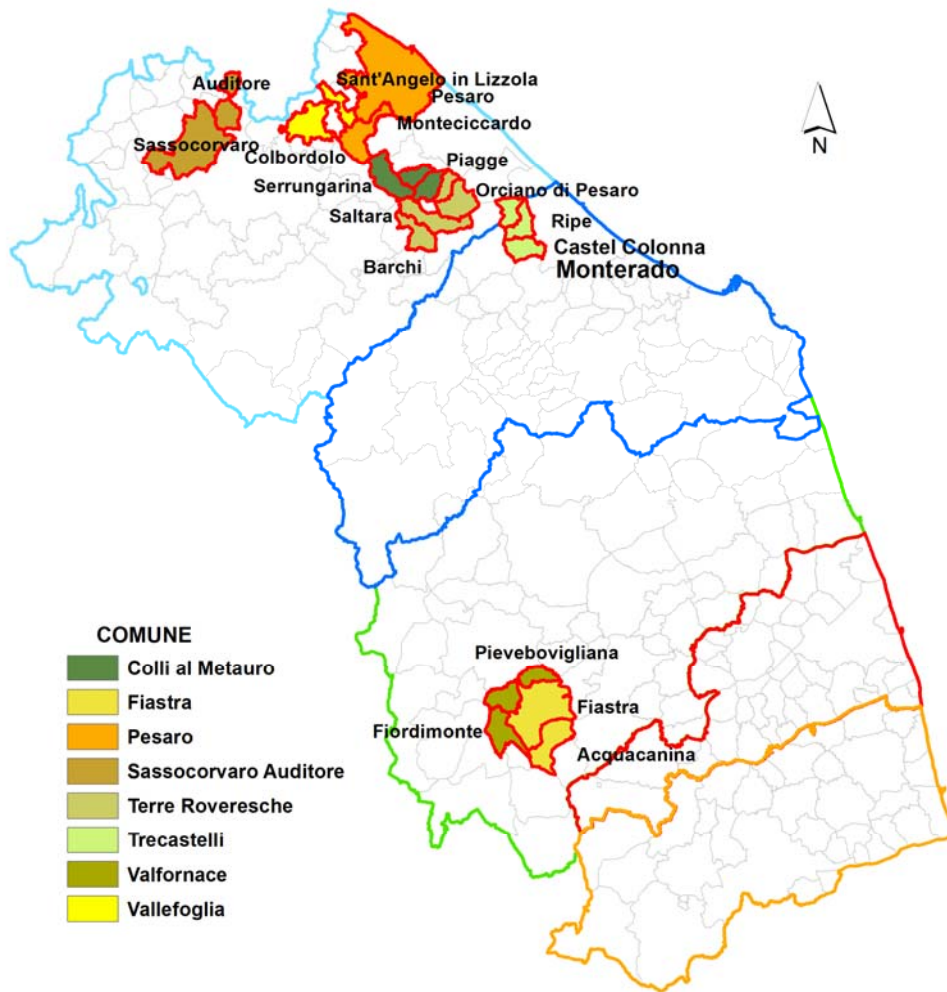 Auditore
Sant'Angelo in Lizzola
Pesaro
Monteciccardo
Sassocorvaro
Colbordolo
Piagge
Serrungarina
Orciano di Pesaro
Saltara
Ripe
Castel Colonna
Barchi
Monterado
N
COMUNE
Colli al Metauro
Fiastra
Pesaro
Sassocorvaro Auditore
Terre Roveresche
Trecastelli
Valfornace
Vallefoglia
Pievebovigliana
Fiastra
Fiordimonte
Acquacanina